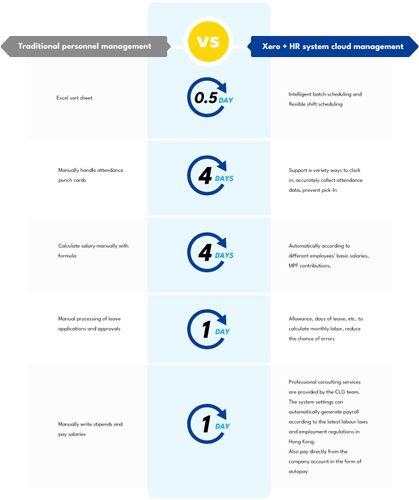 Traditional personnel management
VS
Xero + HR system cloud management
Excel sort sheet
0.5 DAY
Intelligent batch scheduling and
flexible shift scheduling
Manually handle attendance
punch cards
4 DAYS
Support a variety ways to clock
in, accurately collect attendance
data, prevent pick-In
Calculate salary manually with
formula
4 DAYS
Automatically according to
different employees' basic salaries,
MPF contributions,
Manual processing of leave
applications and approvals
1 DAY
Allowance, days of leave, etc. to
calculate monthly labor, reduce
the chance of errors
Manually write stipends and
pay salaries
1 DAY
Professional consulting services
are provided by the CLG team.
The system settings can
automatically generate payroll
according to the latest labour laws
and employment regulations in
Hong Kong.
Also pay directly from the
company account in the form of
autopay